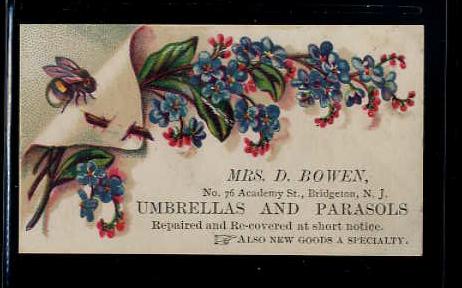 MRS. D. BOWEN,
No. 76 Academy St., Bridgeton, N. J.
UMBRELLAS AND PARASOLS
Repaired and Re-covered at short notice.
☞ALSO NEW GOODS A SPECIALTY.